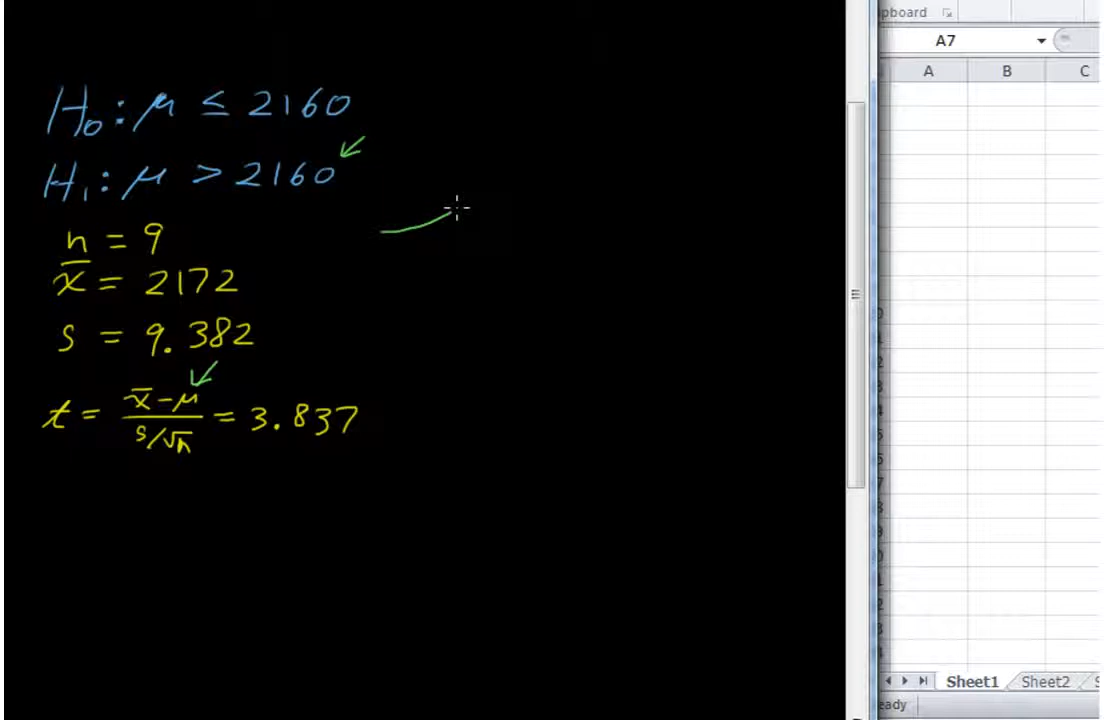 pboard
A7
A B C
H₀: μ ≤ 2160
H₁: μ > 2160
n = 9
x̄ = 2172
s = 9.382
t = (x̄ - μ)/(s/√n) = 3.837
Sheet1 Sheet2
eady